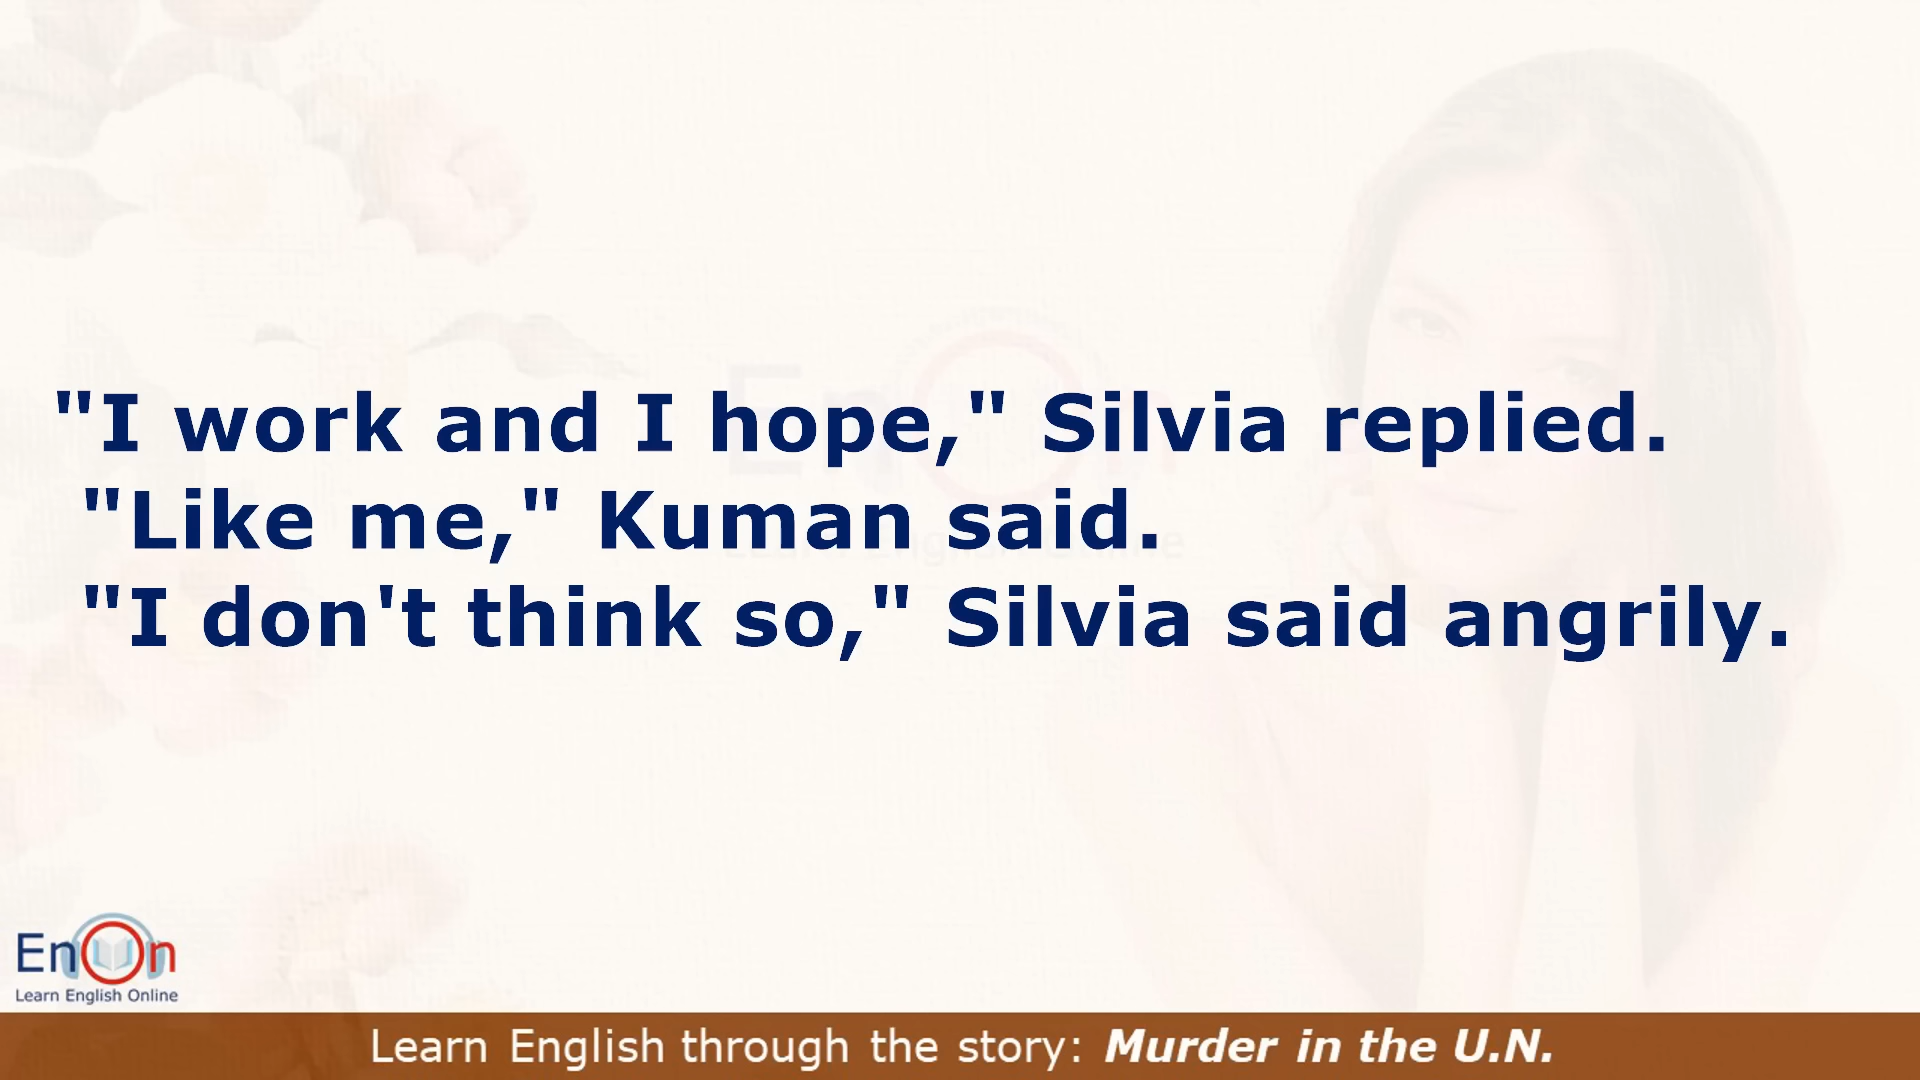 "I work and I hope," Silvia replied.
"Like me," Kuman said.
"I don't think so," Silvia said angrily.
EnOn
Learn English Online
Learn English through the story: Murder in the U.N.